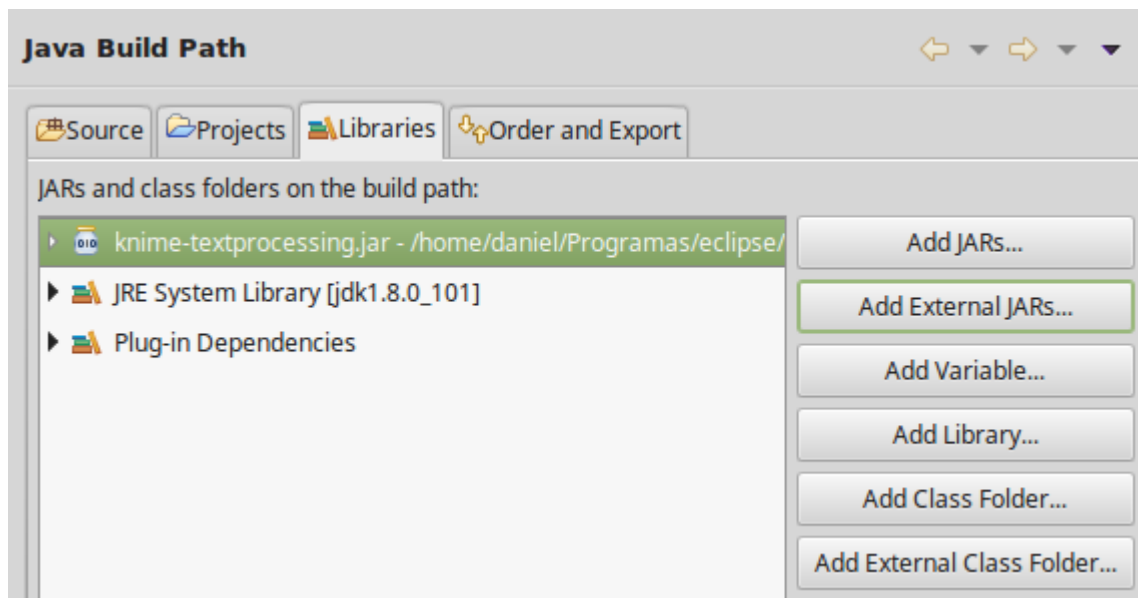 Java Build Path
Source Projects Libraries Order and Export
JARs and class folders on the build path:
knime-textprocessing.jar - /home/daniel/Programas/eclipse/
JRE System Library [jdk1.8.0_101]
Plug-in Dependencies
Add JARs...
Add External JARs...
Add Variable...
Add Library...
Add Class Folder...
Add External Class Folder...